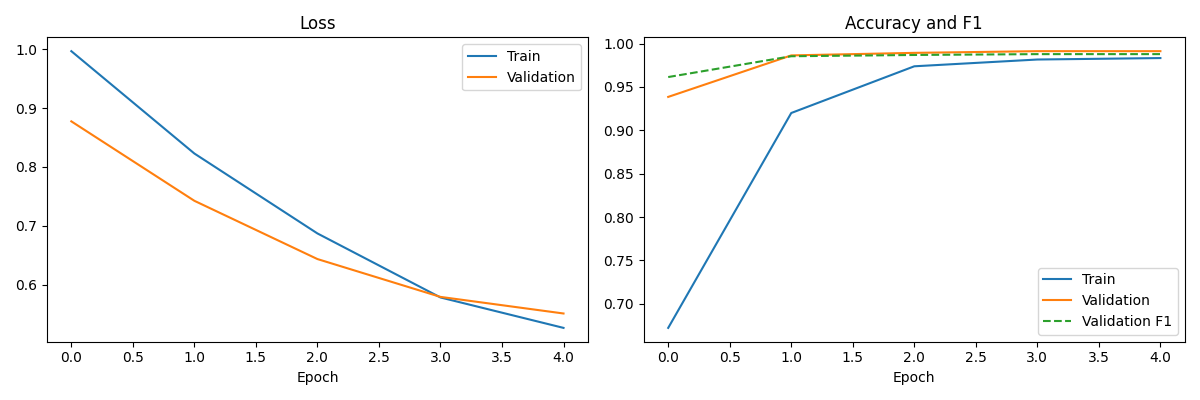 Loss
1.0
0.9
0.8
0.7
0.6
0.0 0.5 1.0 1.5 2.0 2.5 3.0 3.5 4.0
Epoch
Train
Validation
Accuracy and F1
1.00
0.95
0.90
0.85
0.80
0.75
0.70
0.0 0.5 1.0 1.5 2.0 2.5 3.0 3.5 4.0
Epoch
Train
Validation
Validation F1